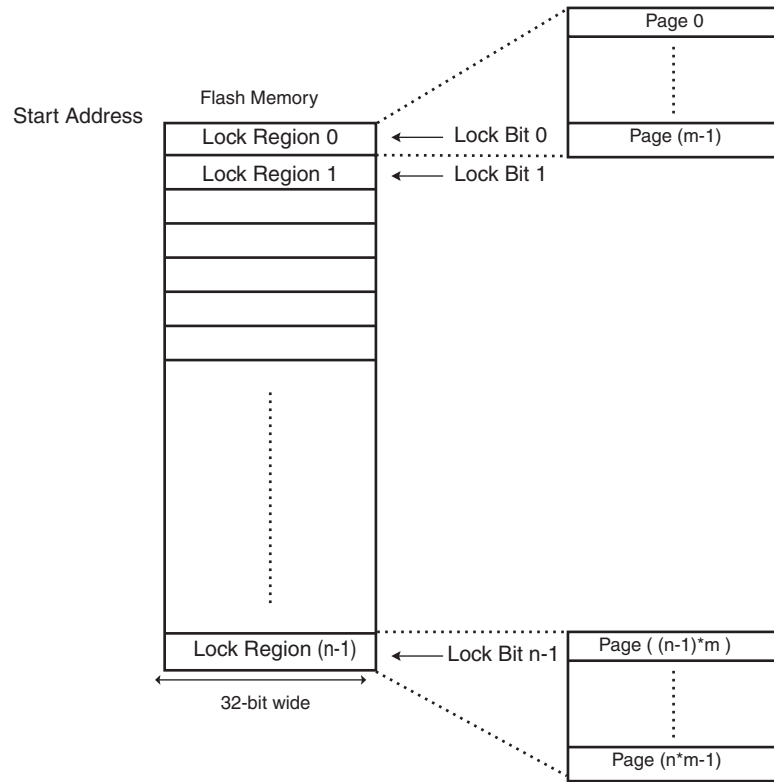 Page 0
Flash Memory
Start Address
Lock Region 0
Lock Bit 0
Page (m-1)
Lock Region 1
Lock Bit 1
Lock Region (n-1)
Lock Bit n-1
Page ( (n-1)*m )
32-bit wide
Page (n*m-1)